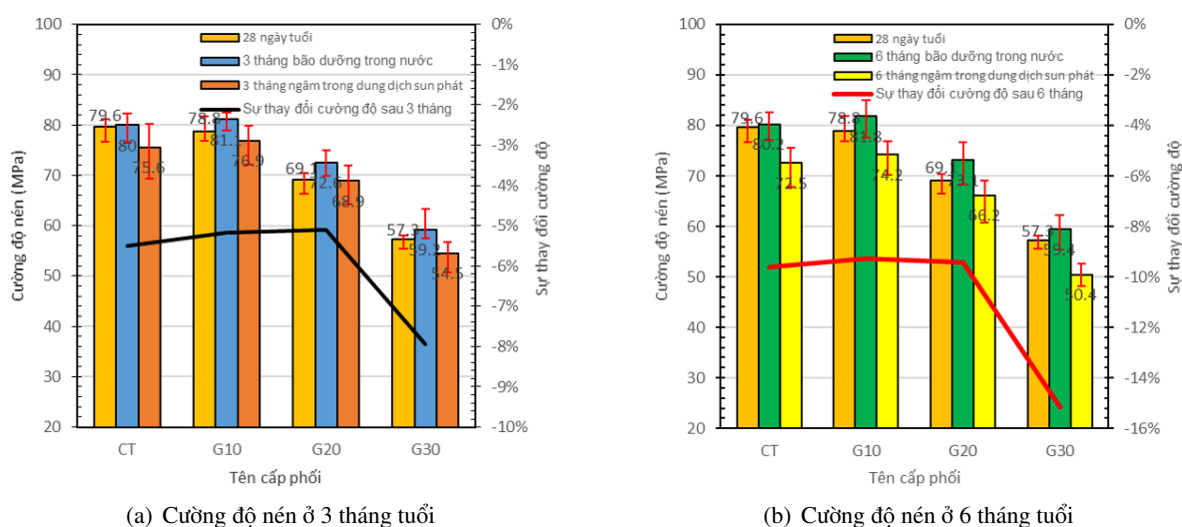 100
90
80
70
60
50
40
30
20
Cường độ nén (MPa)
0%
-1%
-2%
-3%
-4%
-5%
-6%
-7%
-8%
-9%
-10%
Sự thay đổi cường độ
28 ngày tuổi
3 tháng bão dưỡng trong nước
3 tháng ngâm trong dung dịch sun phát
Sự thay đổi cường độ sau 3 tháng
79.6
80
75.6
78.8
81.1
76.9
72.6
68.9
57.3
59.2
54.5
CT
G10
G20
G30
Tên cấp phối
(a) Cường độ nén ở 3 tháng tuổi
100
90
80
70
60
50
40
30
20
Cường độ nén (MPa)
0%
-2%
-4%
-6%
-8%
-10%
-12%
-14%
-16%
Sự thay đổi cường độ
28 ngày tuổi
6 tháng bão dưỡng trong nước
6 tháng ngâm trong dung dịch sun phát
Sự thay đổi cường độ sau 6 tháng
79.6
80.2
72.5
78.8
81.8
74.2
73.1
66.2
57.3
59.4
50.4
CT
G10
G20
G30
Tên cấp phối
(b) Cường độ nén ở 6 tháng tuổi